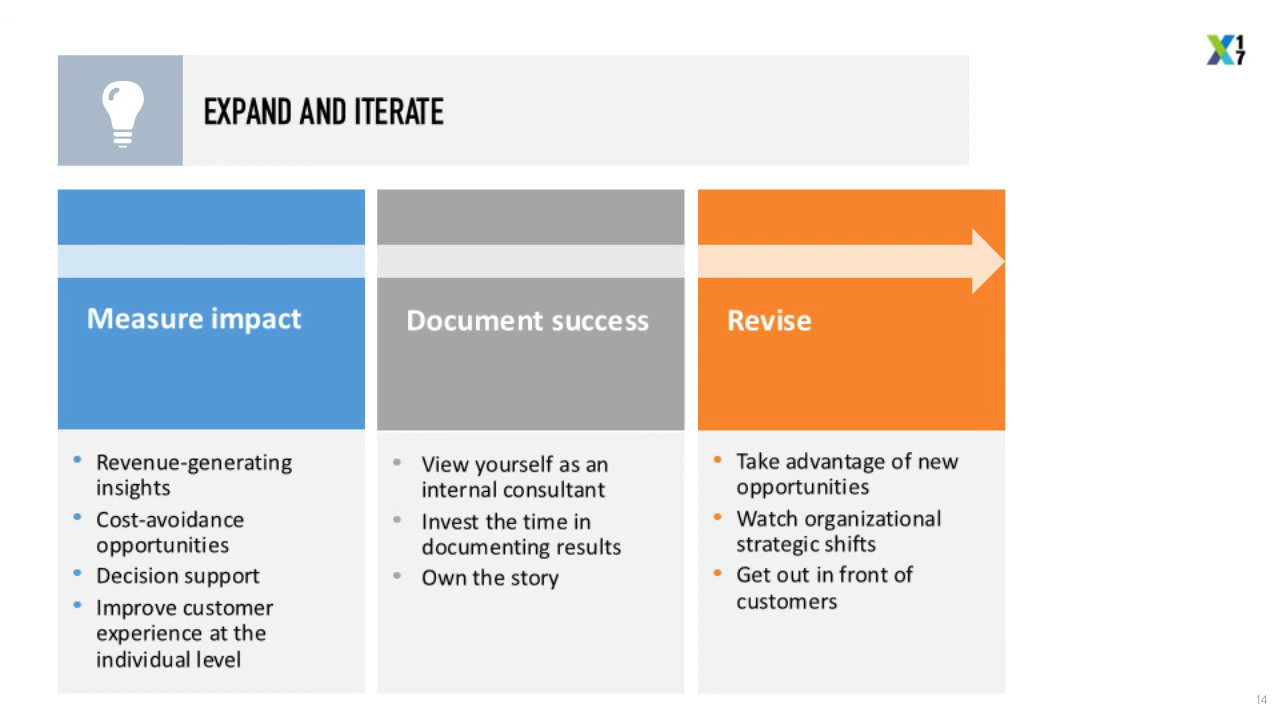 X17
EXPAND AND ITERATE
Measure impact
Document success
Revise
• Revenue-generating
insights
• Cost-avoidance
opportunities
• Decision support
• Improve customer
experience at the
individual level
• View yourself as an
internal consultant
• Invest the time in
documenting results
• Own the story
• Take advantage of new
opportunities
• Watch organizational
strategic shifts
• Get out in front of
customers
14